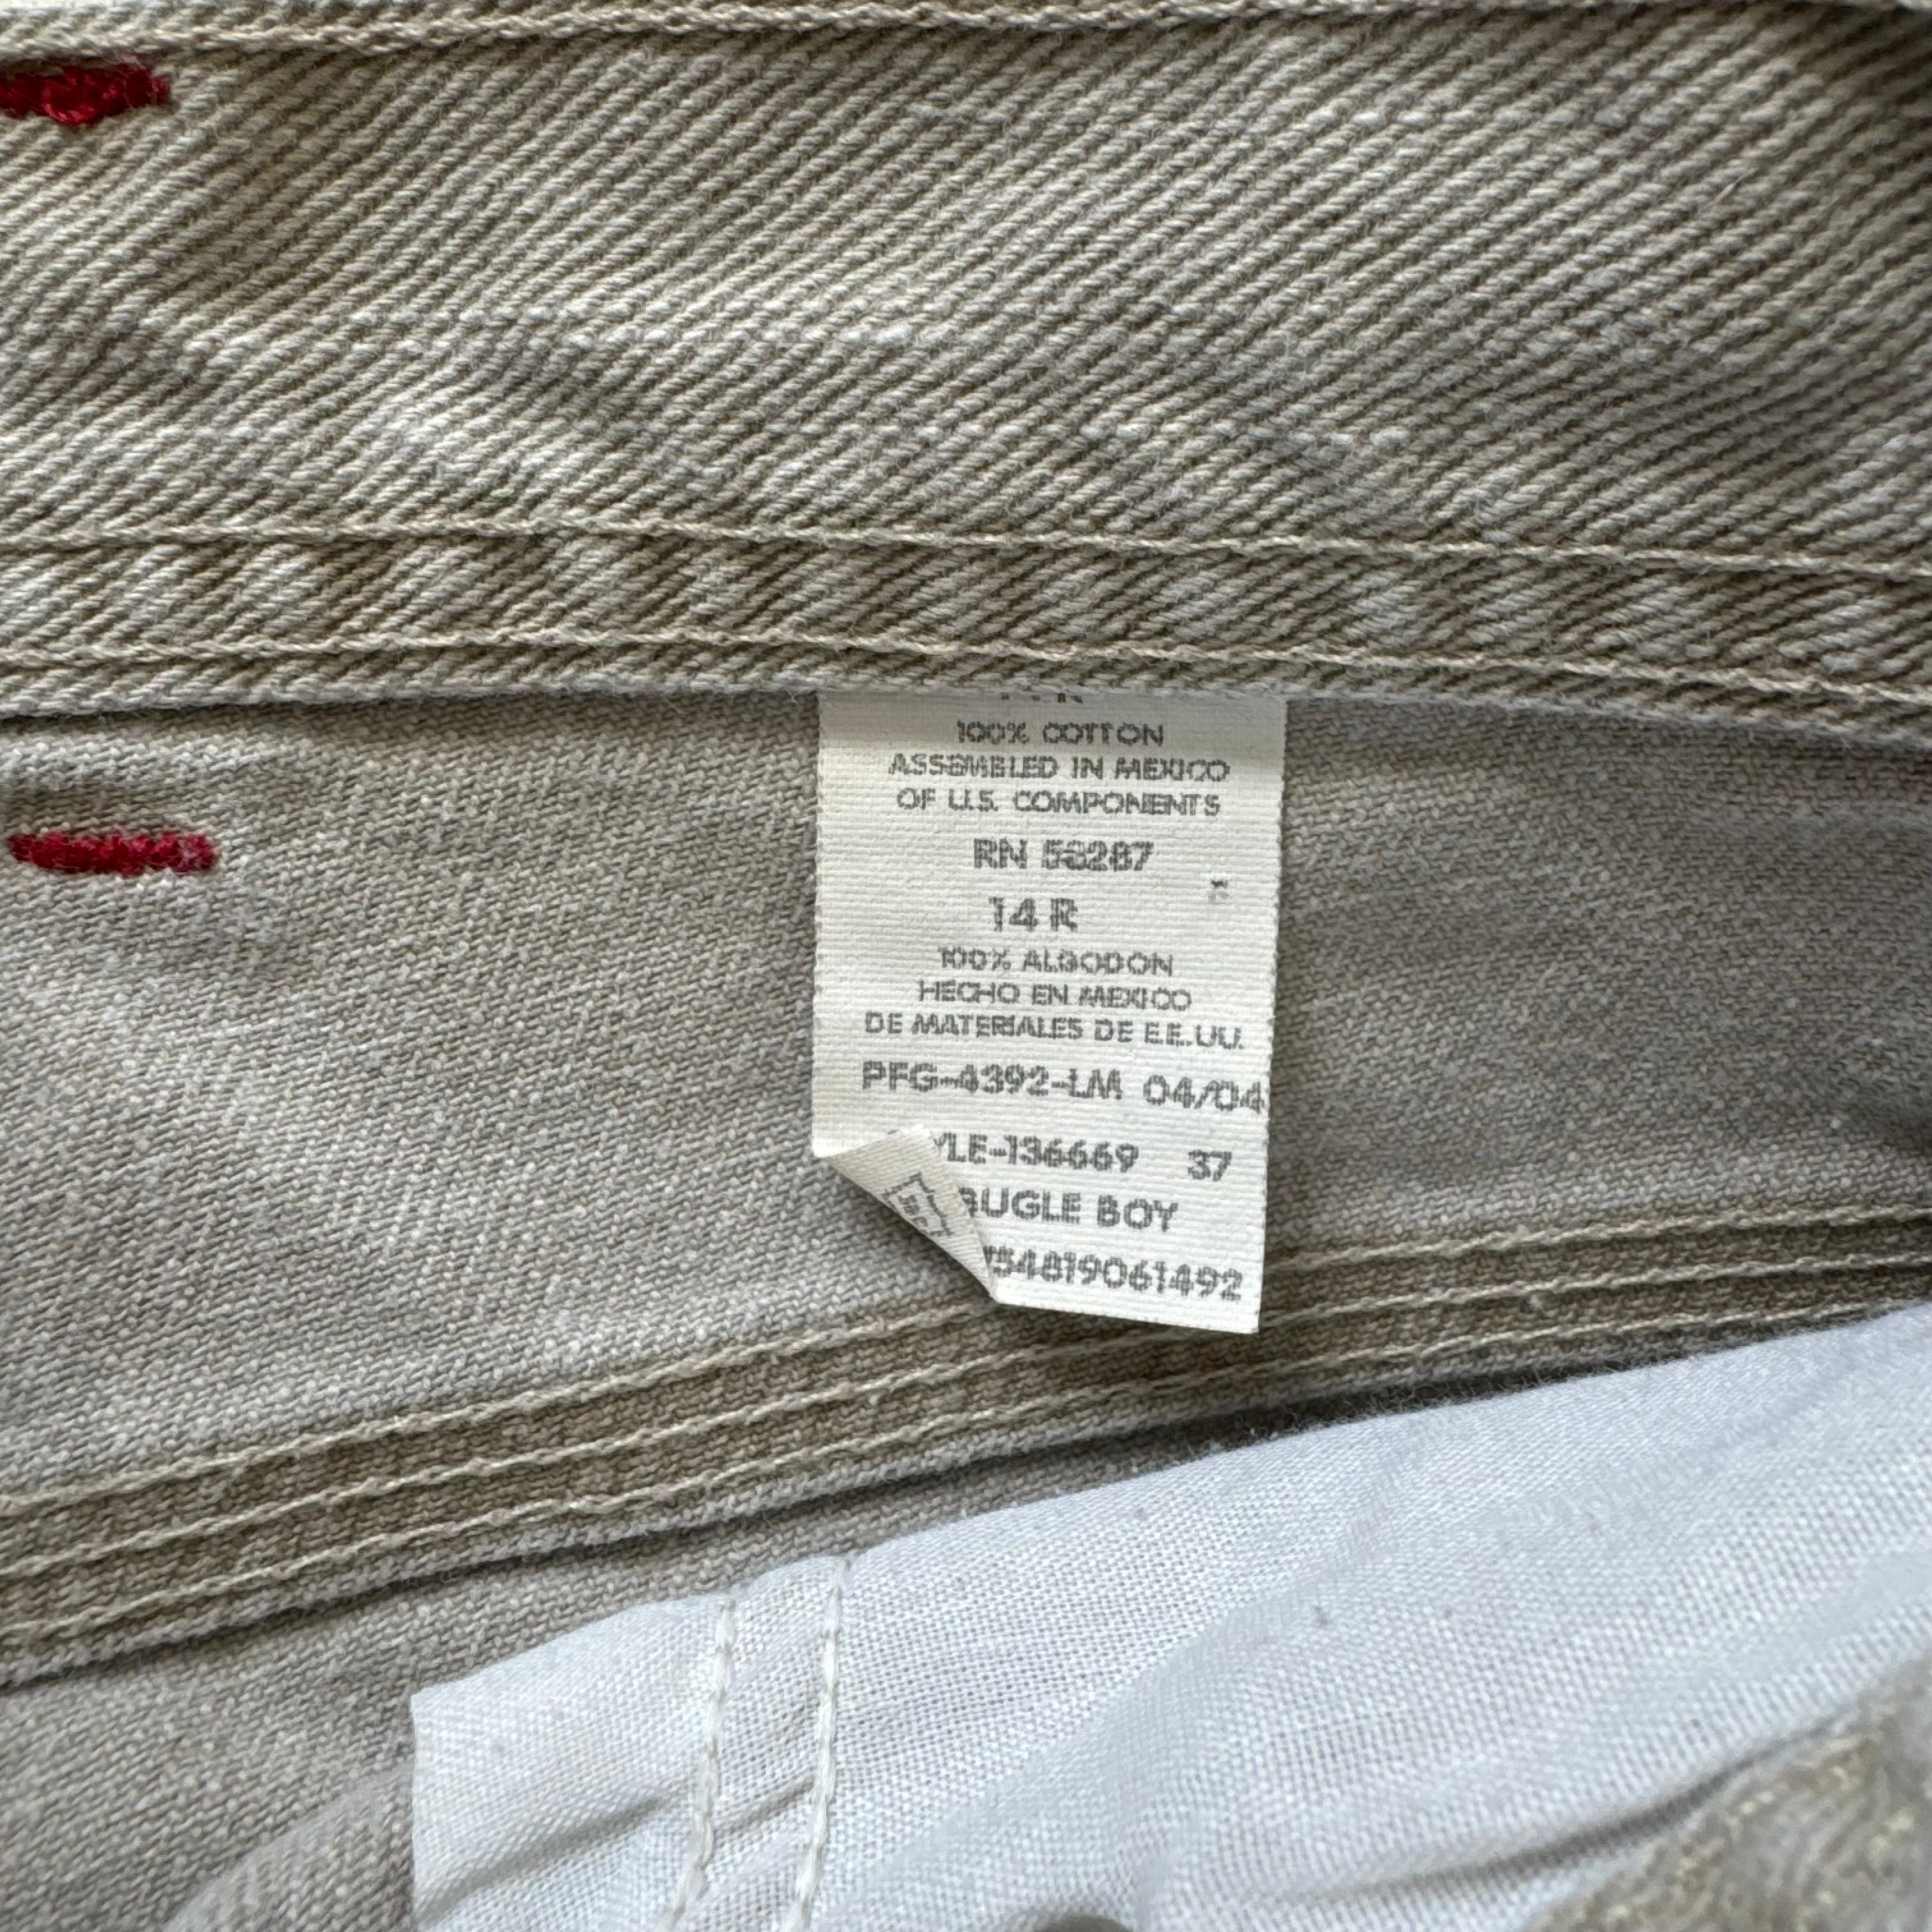 100% COTTON
ASSEMBLED IN MEXICO
OF U.S. COMPONENTS
RN 58287
14 R
100% ALGODON
HECHO EN MEXICO
DE MATERIALES DE E.E.UU.
PFG-4392-LM 04/04
YLE-136669 37
BUGLE BOY
54819061492